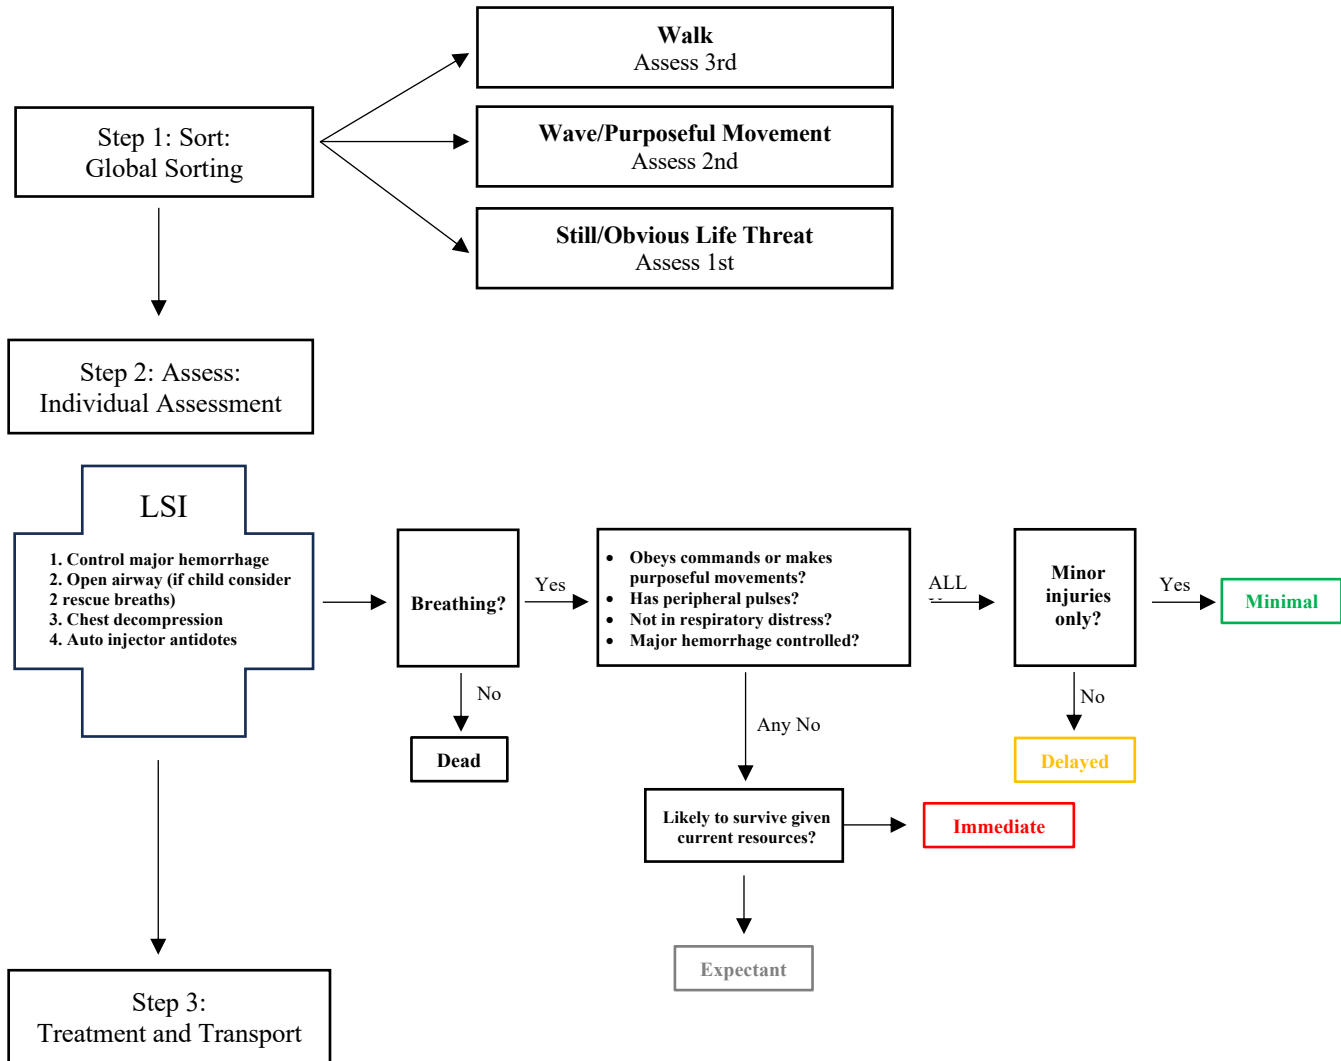 Walk
Assess 3rd
Step 1: Sort:
Global Sorting
Wave/Purposeful Movement
Assess 2nd
Still/Obvious Life Threat
Assess 1st
Step 2: Assess:
Individual Assessment
LSI
1. Control major hemorrhage
2. Open airway (if child consider
2 rescue breaths)
3. Chest decompression
4. Auto injector antidotes
Breathing?
Yes
• Obeys commands or makes
purposeful movements?
• Has peripheral pulses?
• Not in respiratory distress?
• Major hemorrhage controlled?
ALL
Minor
injuries
only?
Yes
Minimal
No
Dead
Any No
No
Delayed
Likely to survive given
current resources?
Immediate
Expectant
Step 3:
Treatment and Transport